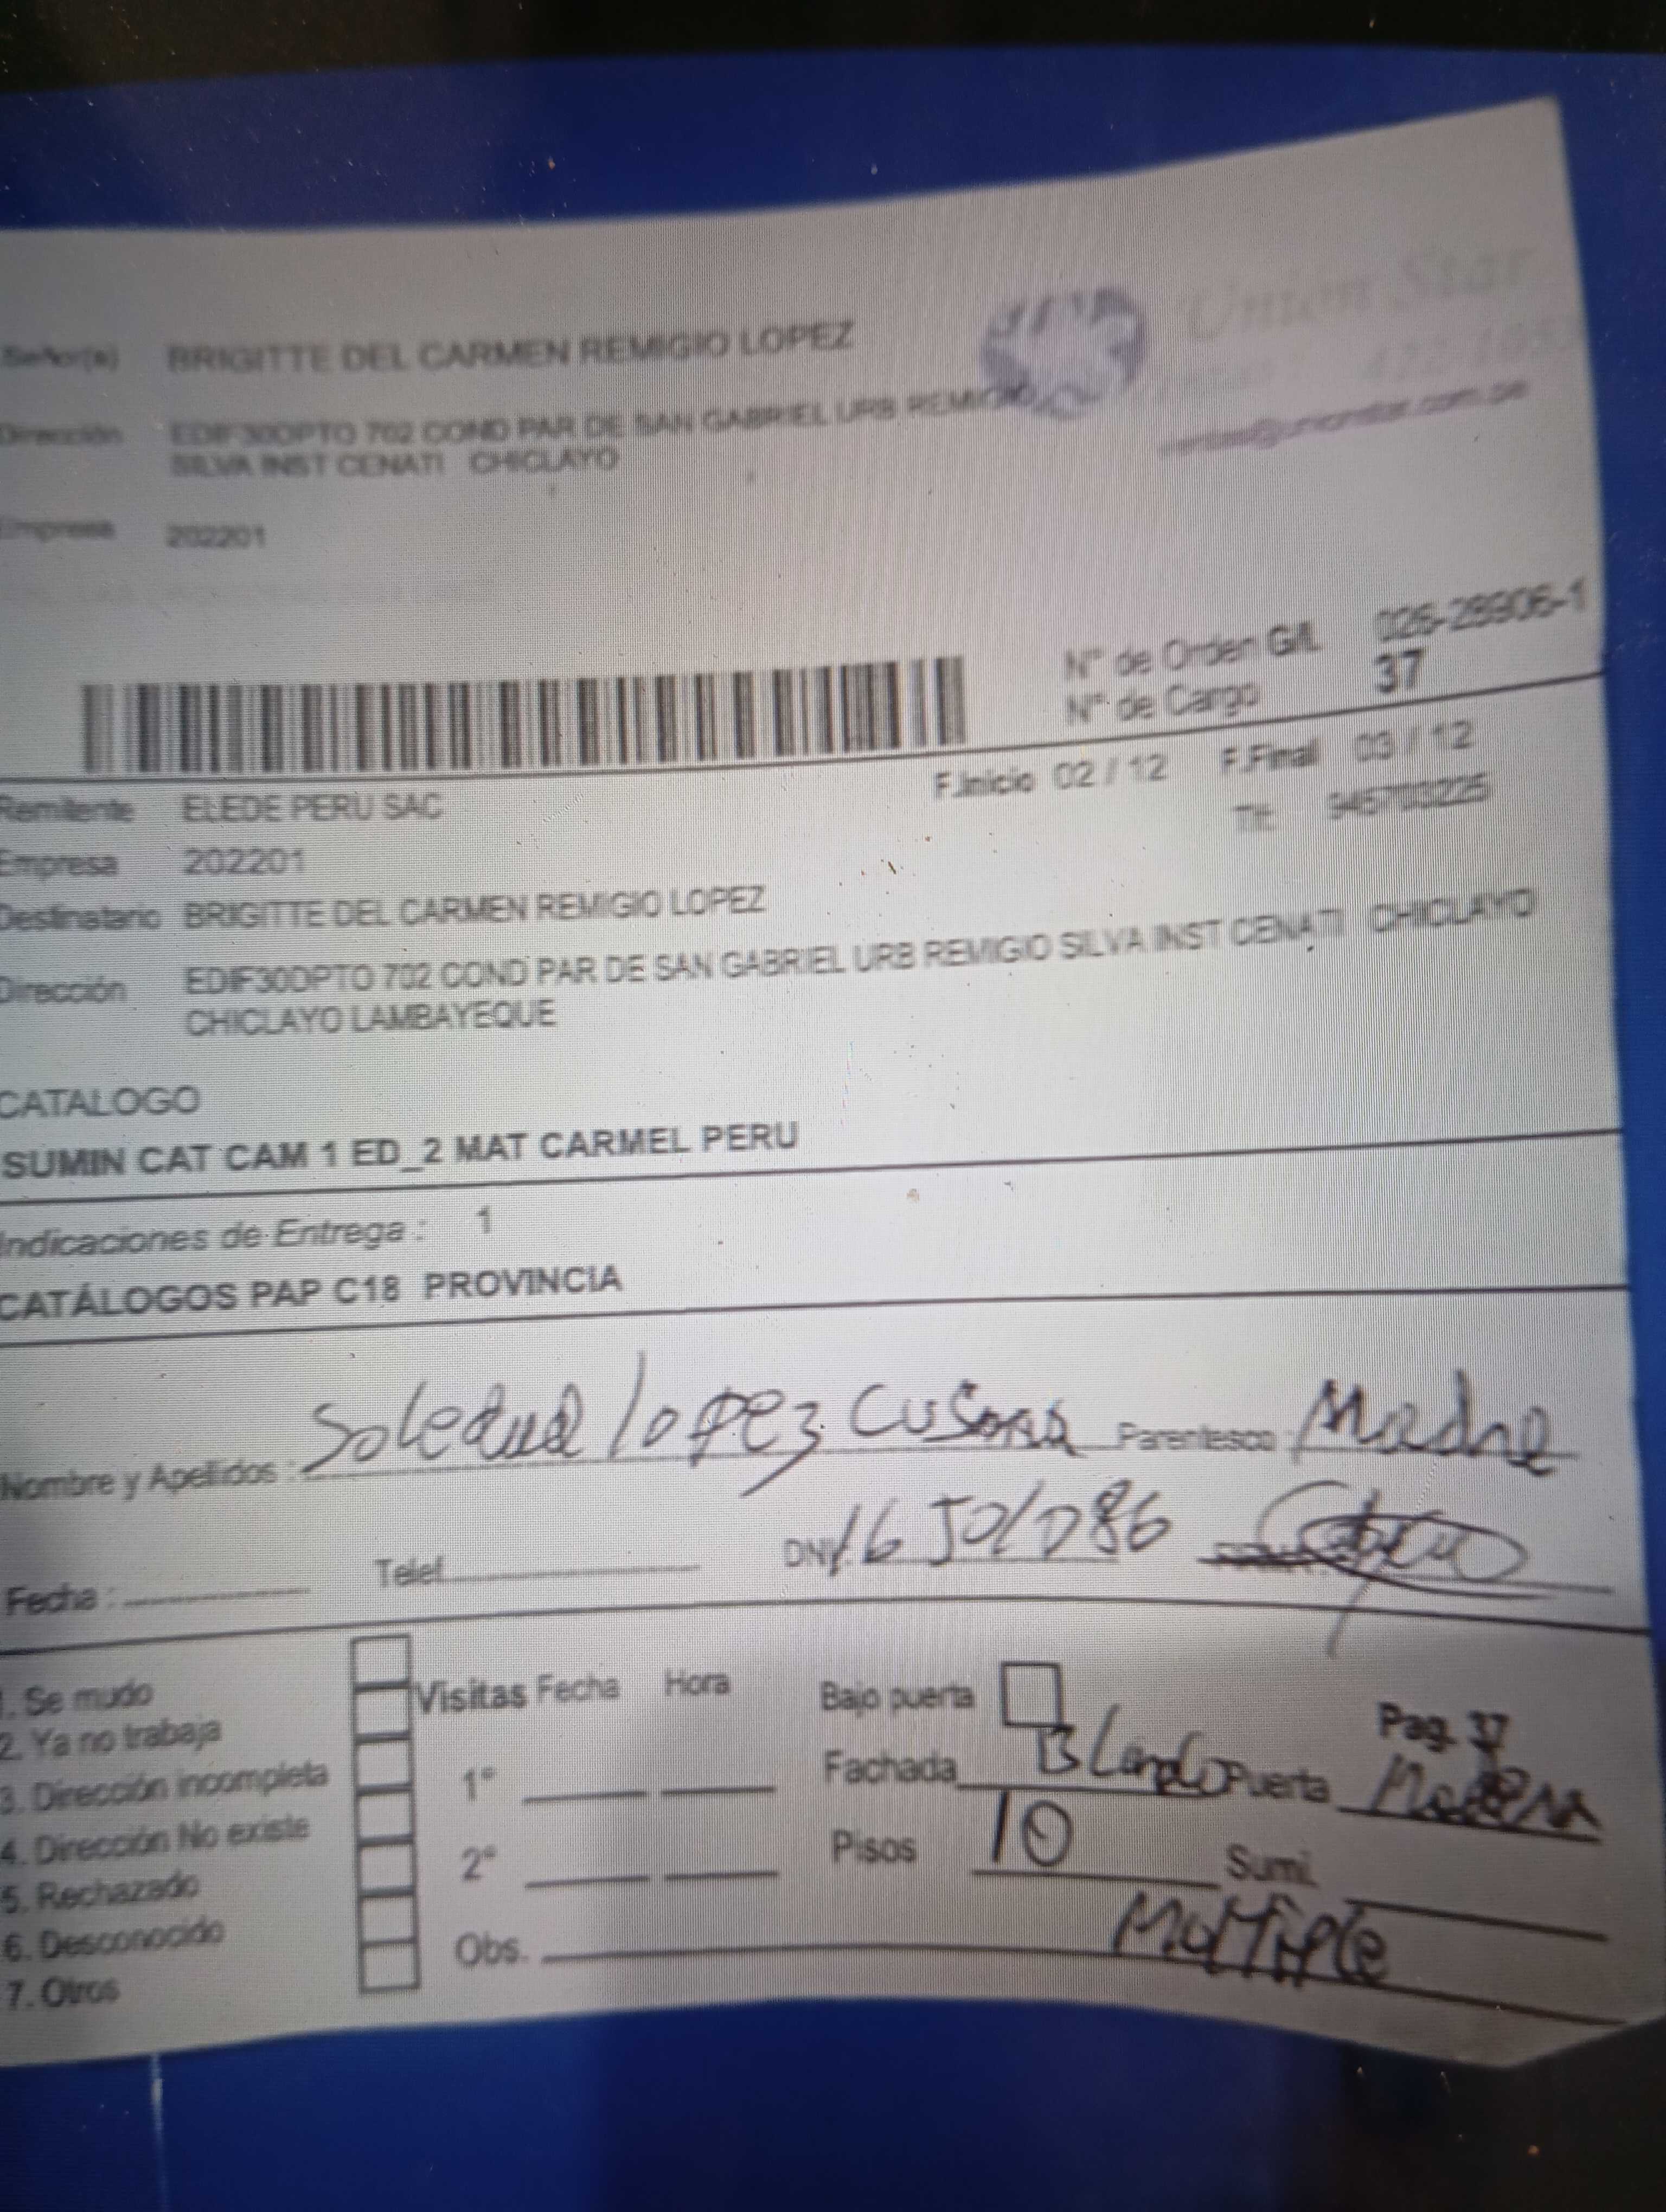 Señor(a) BRIGITTE DEL CARMEN REMIGIO LOPEZ
Union Star
Dirección EDIF30DPTO 702 COND PAR DE SAN GABRIEL URB REMIGIO
SILVA INST CENATI CHICLAYO
Empresa 202201
N° de Orden G/L 026-28906-1
N° de Cargo 37
F.Inicio 02 / 12 F.Final 03 / 12
Remitente ELEDE PERU SAC
Tlf:
Empresa 202201
Destinatario BRIGITTE DEL CARMEN REMIGIO LOPEZ
Dirección EDIF30DPTO 702 COND PAR DE SAN GABRIEL URB REMIGIO SILVA INST CENATI CHICLAYO
CHICLAYO LAMBAYEQUE
CATALOGO
SUMIN CAT CAM 1 ED_2 MAT CARMEL PERU
Indicaciones de Entrega : 1
CATÁLOGOS PAP C18 PROVINCIA
Nombre y Apellidos : Soledad lopez Parentesco : Madre
Fecha : Telef. DNI
1. Se mudo
2. Ya no trabaja
3. Dirección incompleta
4. Dirección No existe
5. Rechazado
6. Desconocido
7. Otros
Visitas Fecha Hora
1°
2°
Obs.
Bajo puerta Pag. 37
Fachada Puerta
Pisos 10 Sumi.
Multiple